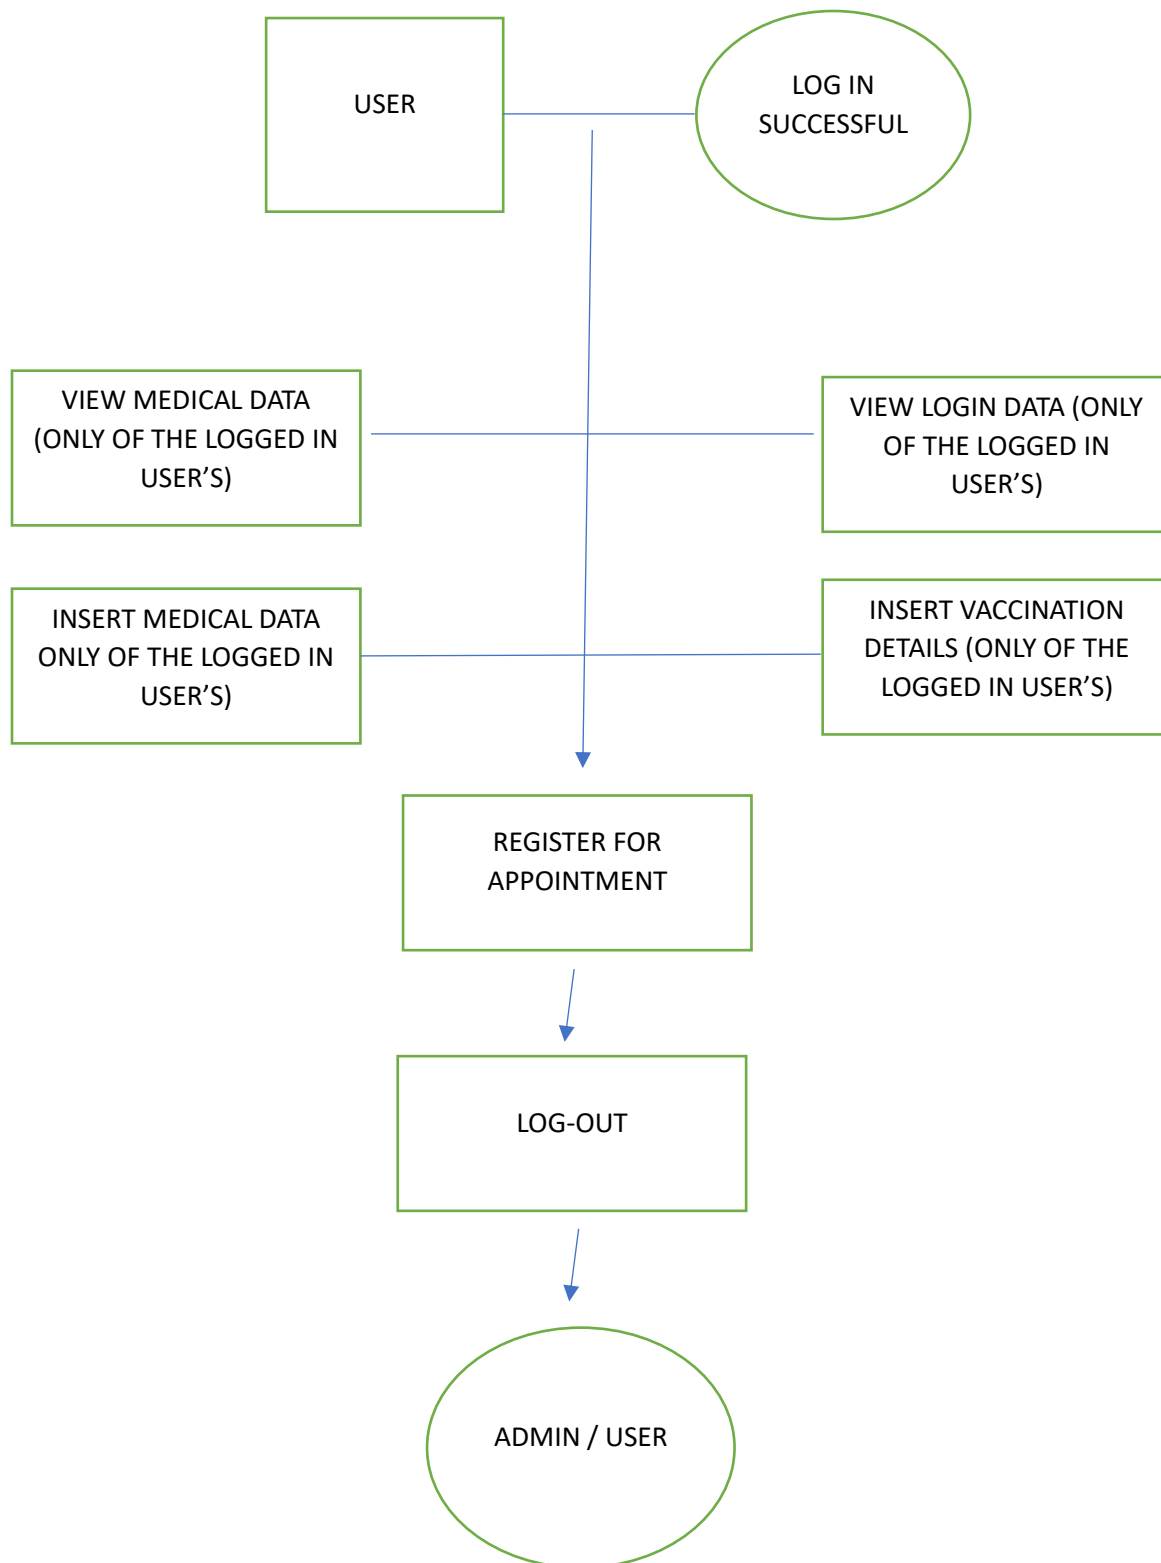 USER
LOG IN
SUCCESSFUL
VIEW MEDICAL DATA
(ONLY OF THE LOGGED IN
USER’S)
VIEW LOGIN DATA (ONLY
OF THE LOGGED IN
USER’S)
INSERT MEDICAL DATA
ONLY OF THE LOGGED IN
USER’S)
INSERT VACCINATION
DETAILS (ONLY OF THE
LOGGED IN USER’S)
REGISTER FOR
APPOINTMENT
LOG-OUT
ADMIN / USER